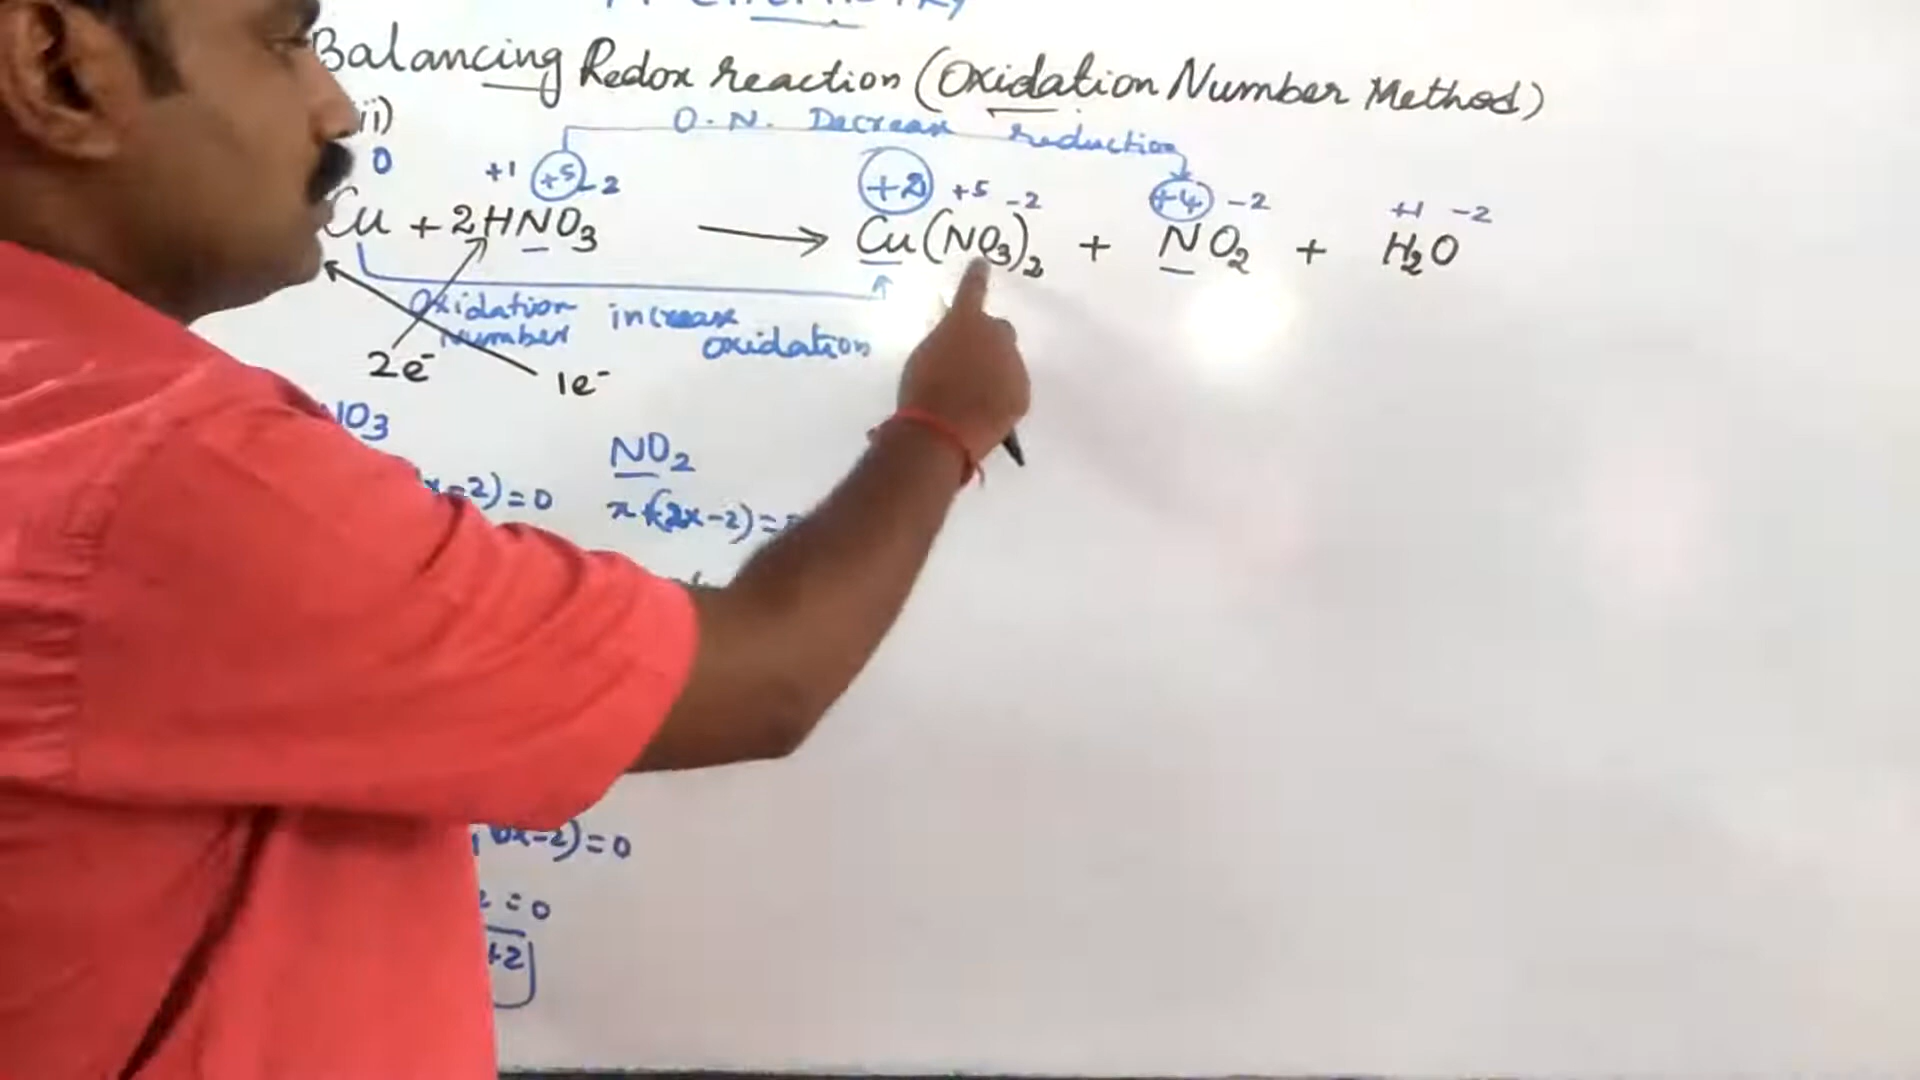 CHEMISTRY
Balancing Redox reaction (Oxidation Number Method)
ii)
O.N. Decrease reduction
0 +1 +5 -2 +2 +5 -2 +4 -2 +1 -2
Cu + 2HNO3 ⟶ Cu(NO3)2 + NO2 + H2O
Oxidation number increase oxidation
2e⁻ 1e⁻
NO3 NO2
x-2)=0 x+(2x-2)=
x-2)=0
=0
+2